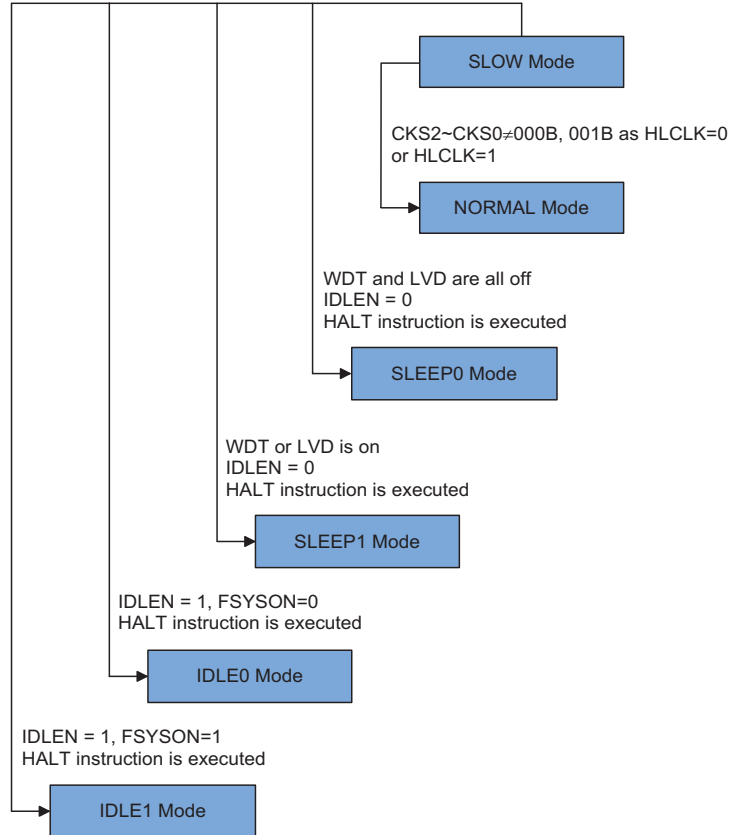 SLOW Mode
CKS2~CKS0≠000B, 001B as HLCLK=0
or HLCLK=1
NORMAL Mode
WDT and LVD are all off
IDLEN = 0
HALT instruction is executed
SLEEP0 Mode
WDT or LVD is on
IDLEN = 0
HALT instruction is executed
SLEEP1 Mode
IDLEN = 1, FSYSON=0
HALT instruction is executed
IDLE0 Mode
IDLEN = 1, FSYSON=1
HALT instruction is executed
IDLE1 Mode